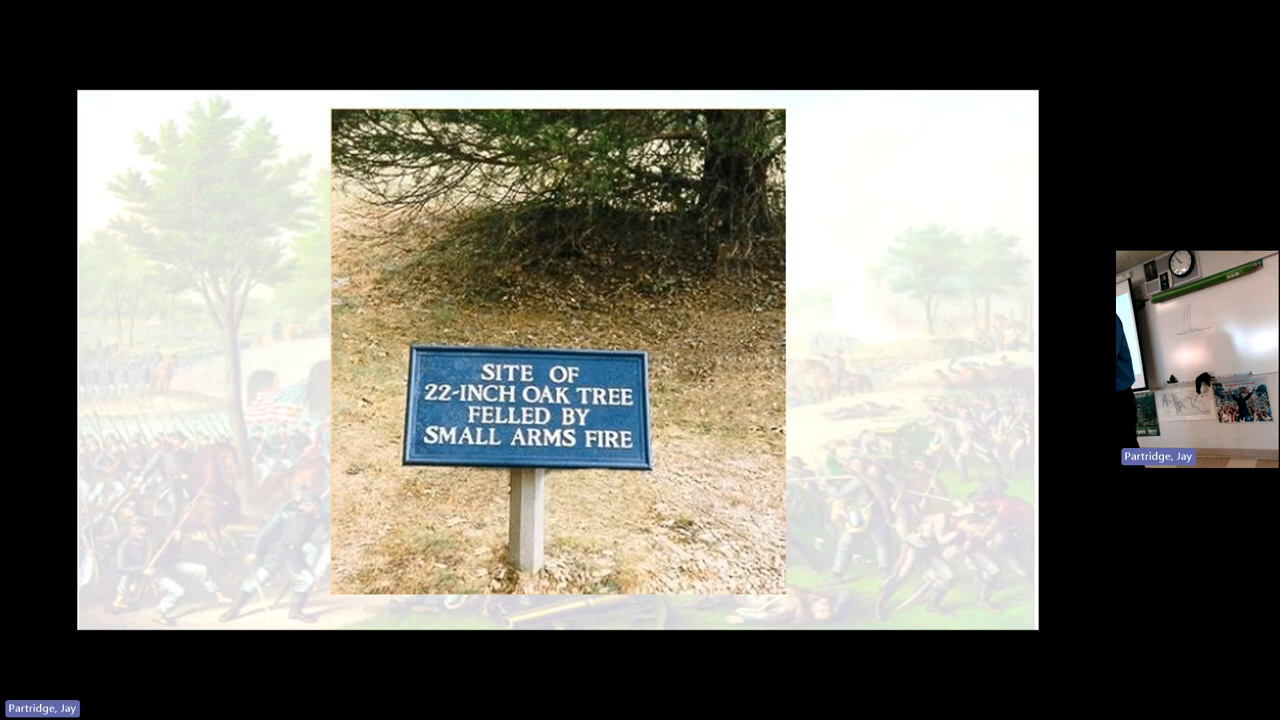 SITE OF
22-INCH OAK TREE
FELLED BY
SMALL ARMS FIRE
Partridge, Jay
Partridge, Jay